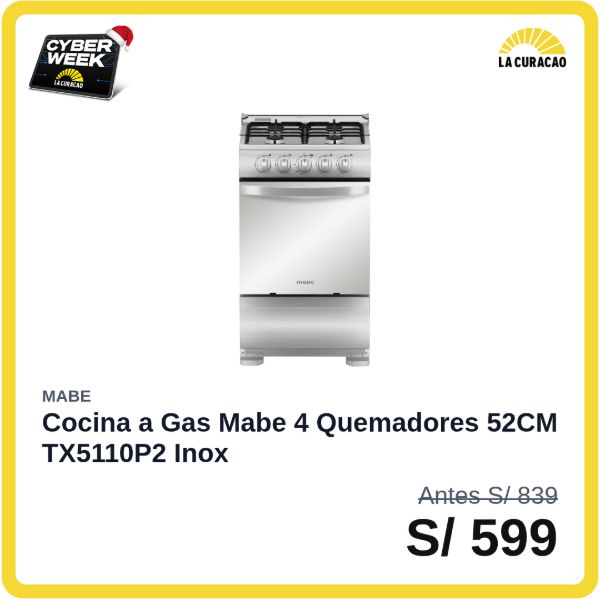 CYBER
WEEK
LA CURACAO
LA CURACAO
mabe
MABE
Cocina a Gas Mabe 4 Quemadores 52CM
TX5110P2 Inox
Antes S/ 839
S/ 599